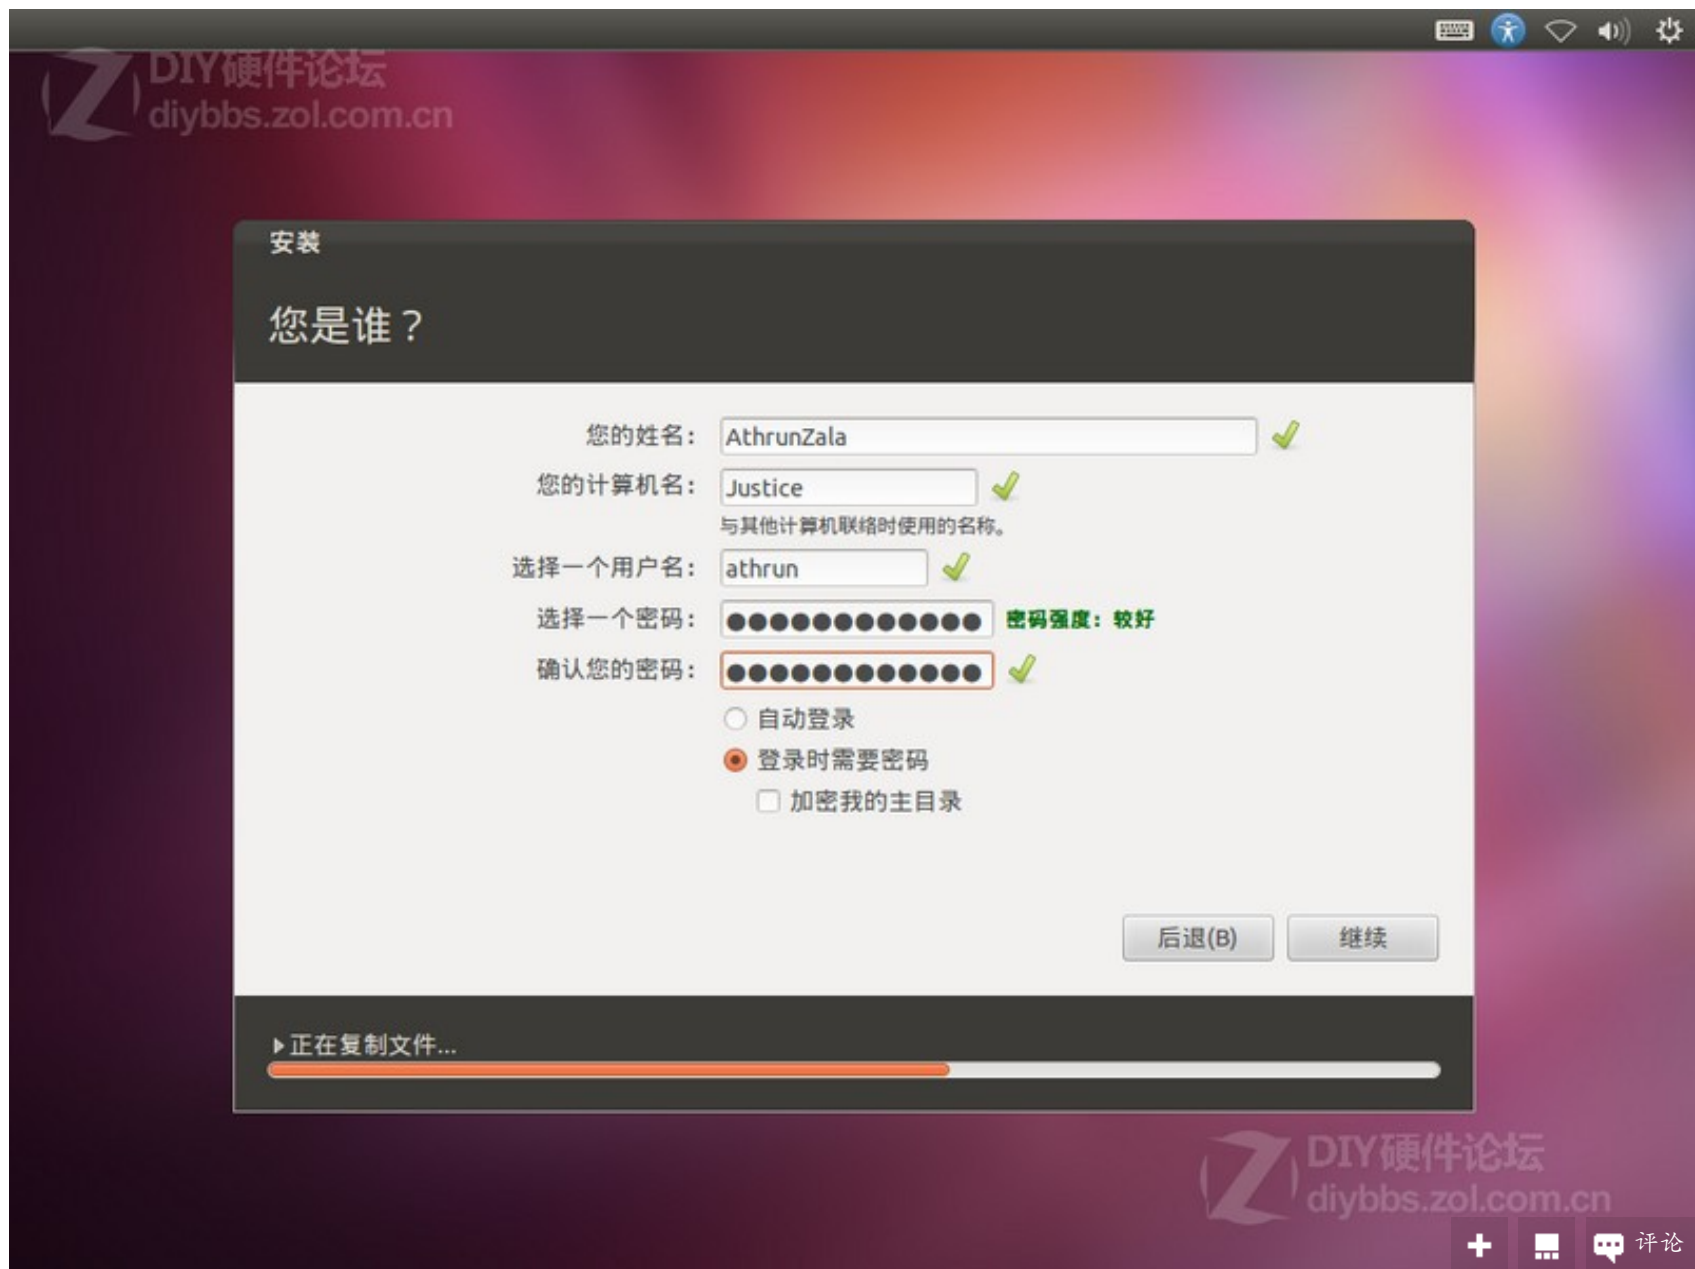 DIY硬件论坛
diybbs.zol.com.cn
安装
您是谁？
您的姓名： AthrunZala
您的计算机名： Justice
与其他计算机联络时使用的名称。
选择一个用户名： athrun
选择一个密码： ●●●●●●●●●●●● 密码强度：较好
确认您的密码： ●●●●●●●●●●●●
自动登录
登录时需要密码
加密我的主目录
后退(B) 继续
正在复制文件...
DIY硬件论坛
diybbs.zol.com.cn
评论